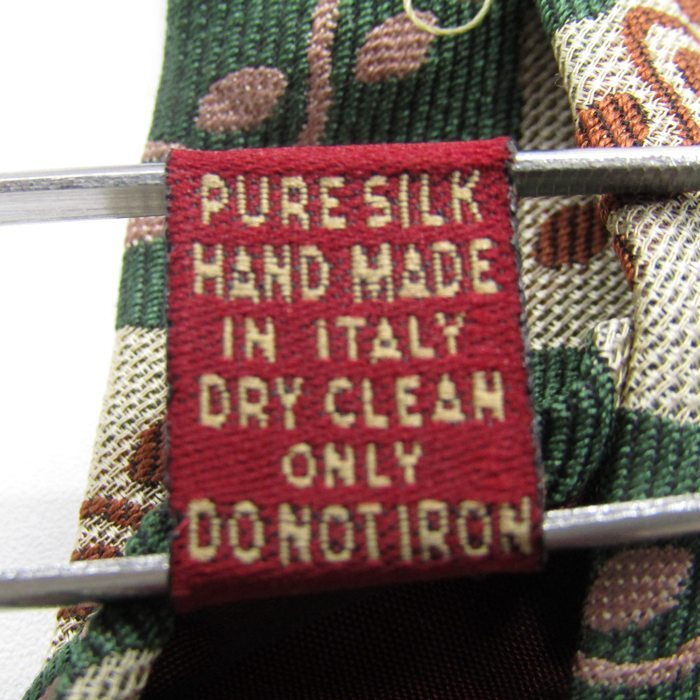 PURE SILK
HAND MADE
IN ITALY
DRY CLEAN
ONLY
DO NOT IRON